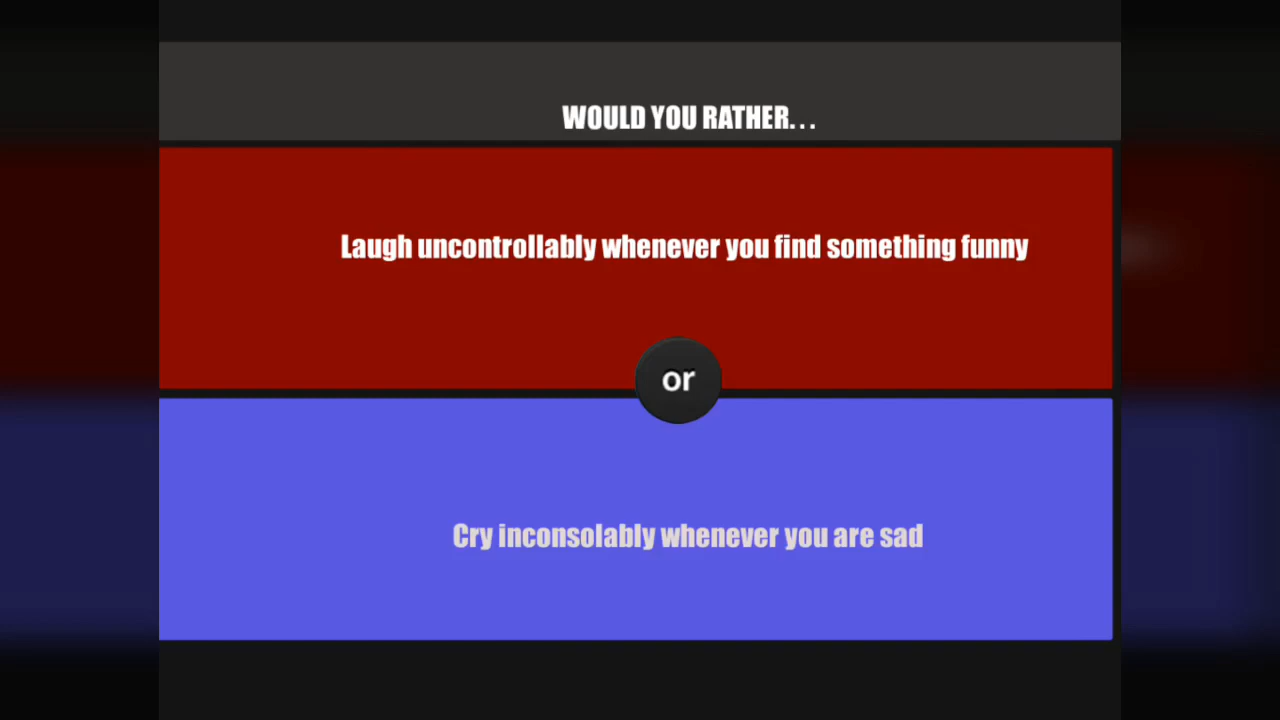 WOULD YOU RATHER...
Laugh uncontrollably whenever you find something funny
or
Cry inconsolably whenever you are sad